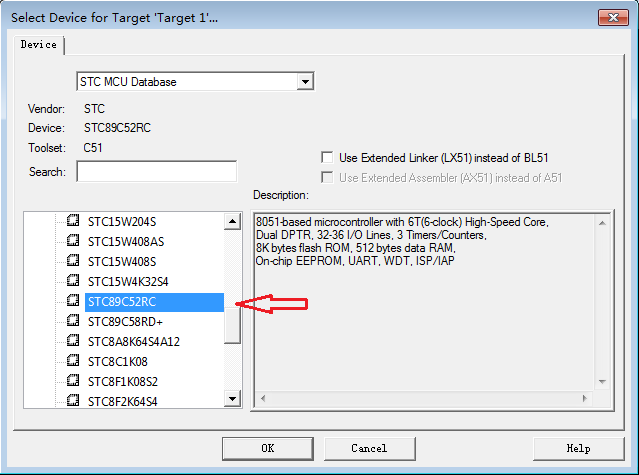 Select Device for Target 'Target 1'...
Device
STC MCU Database
Vendor: STC
Device: STC89C52RC
Toolset: C51
Search:
Use Extended Linker (LX51) instead of BL51
Use Extended Assembler (AX51) instead of A51
Description:
STC15W204S
STC15W408AS
STC15W408S
STC15W4K32S4
STC89C52RC
STC89C58RD+
STC8A8K64S4A12
STC8C1K08
STC8F1K08S2
STC8F2K64S4
8051-based microcontroller with 6T(6-clock) High-Speed Core,
Dual DPTR, 32-36 I/O Lines, 3 Timers/Counters,
8K bytes flash ROM, 512 bytes data RAM,
On-chip EEPROM, UART, WDT, ISP/IAP
OK
Cancel
Help